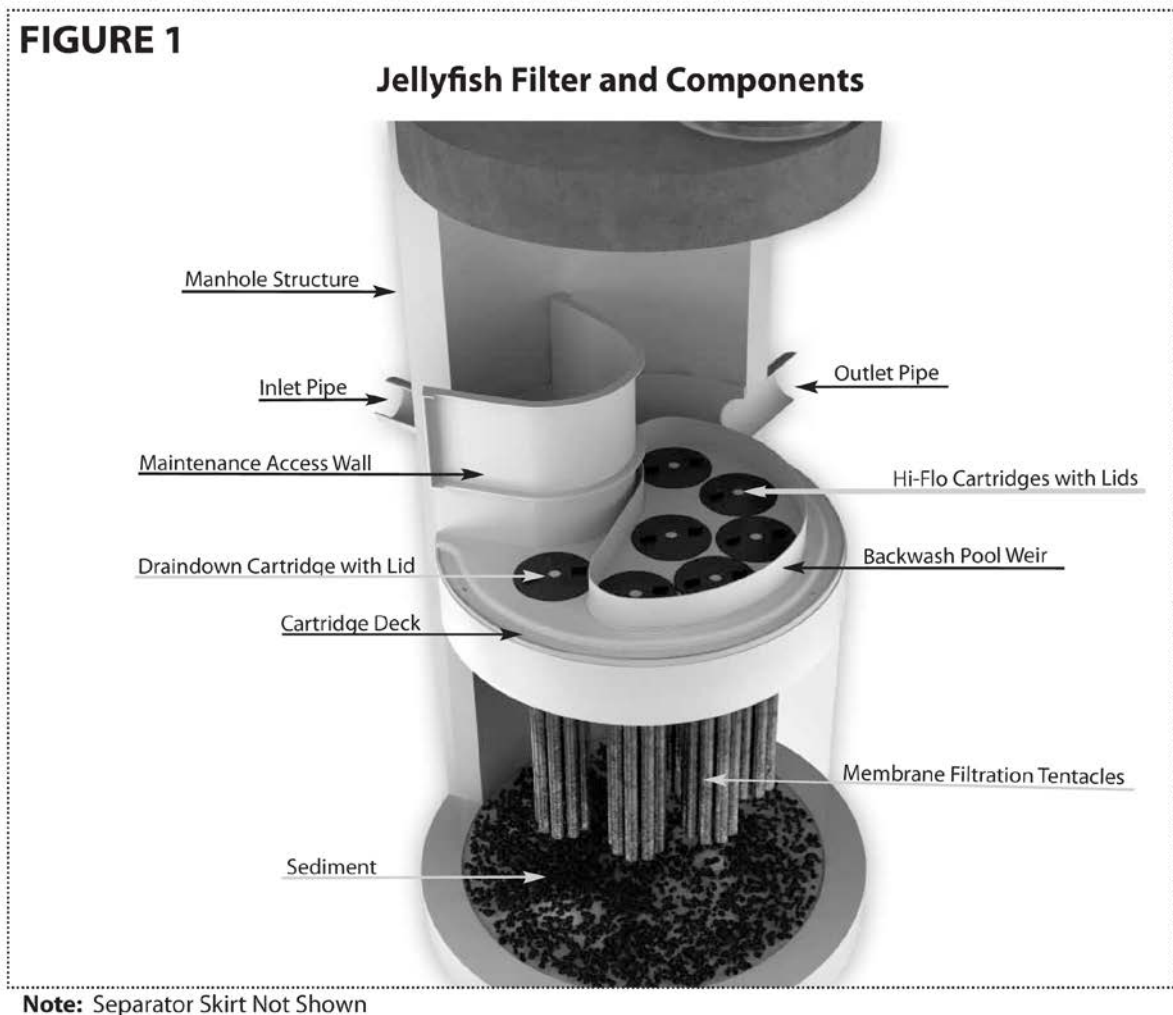 FIGURE 1
Jellyfish Filter and Components
Manhole Structure
Inlet Pipe
Outlet Pipe
Maintenance Access Wall
Hi-Flo Cartridges with Lids
Draindown Cartridge with Lid
Backwash Pool Weir
Cartridge Deck
Membrane Filtration Tentacles
Sediment
Note: Separator Skirt Not Shown